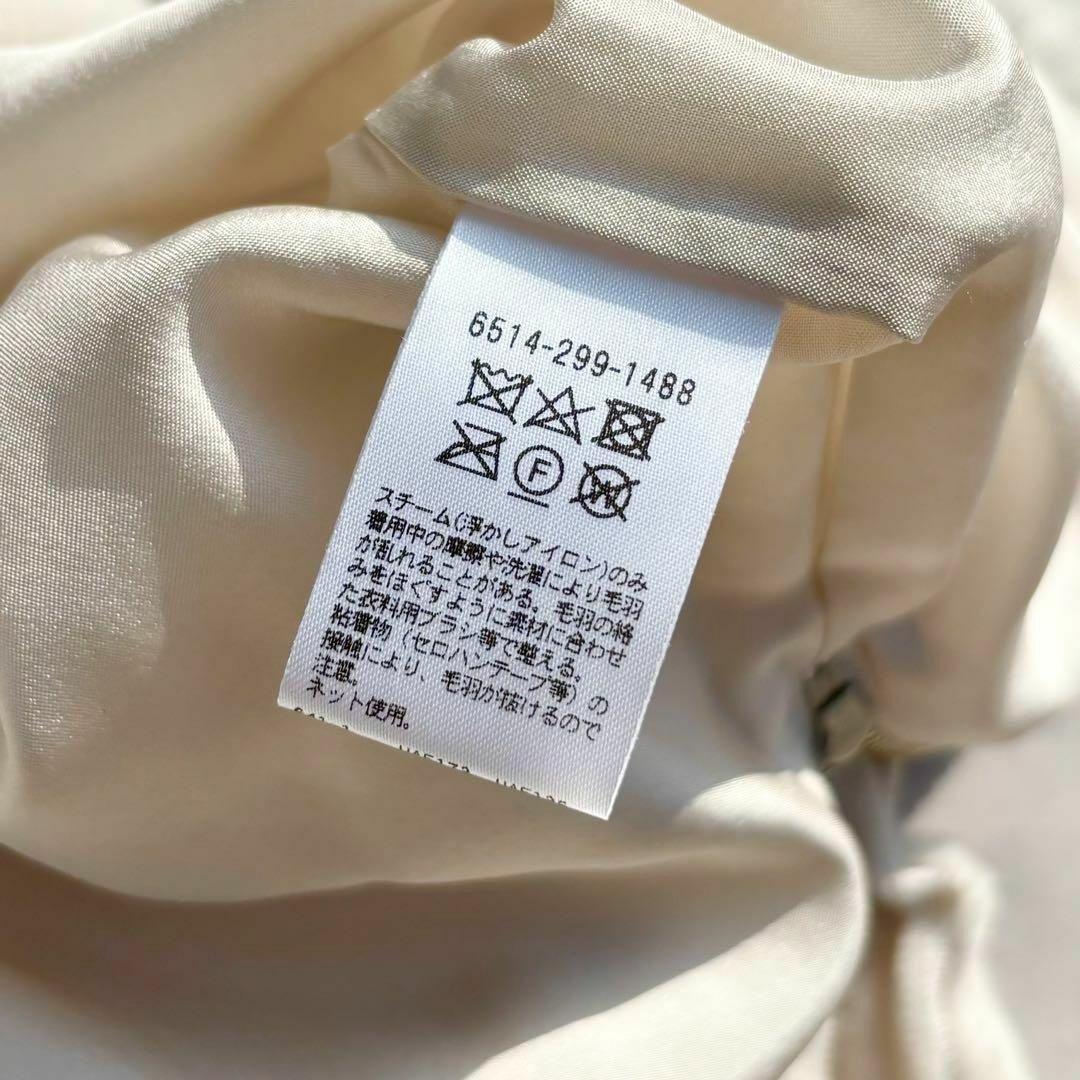 6514-299-1488
F
W
スチーム(浮かしアイロン)のみ
着用中の摩擦や洗濯により毛羽
が乱れることがある。毛羽の絡
みをほぐすように素材に合わせ
た衣料用ブラシ等で整える。
粘着物(セロハンテープ等)の
接触により、毛羽が抜けるので
注意。
ネット使用。